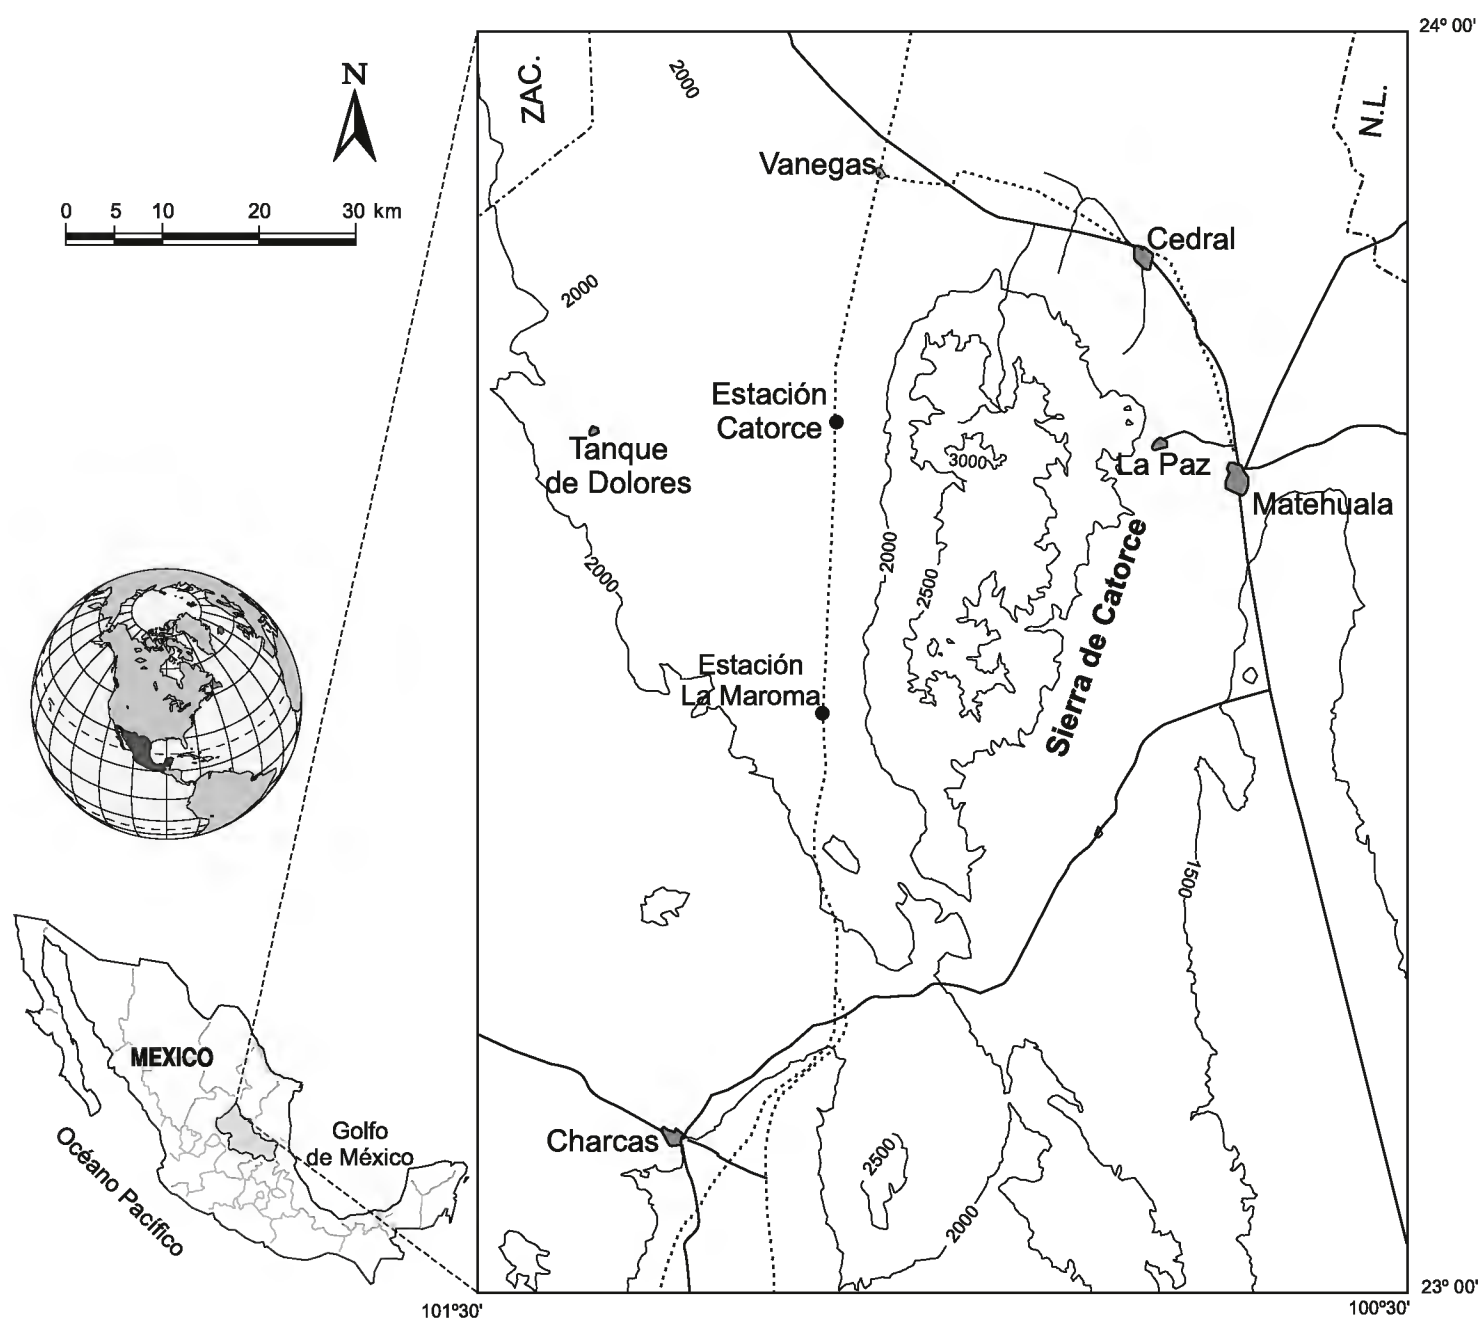 24º 00'
N
ZAC.
2000
N.L.
Vanegas
0 5 10 20 30 km
Cedral
2000
Estación
Catorce
Tanque
de Dolores
3000
La Paz
Matehuala
2000
2000
2500
Sierra de Catorce
Estación
La Maroma
1500
MEXICO
Golfo
de México
Océano Pacífico
Charcas
2500
2000
23º 00'
101º30'
100º30'